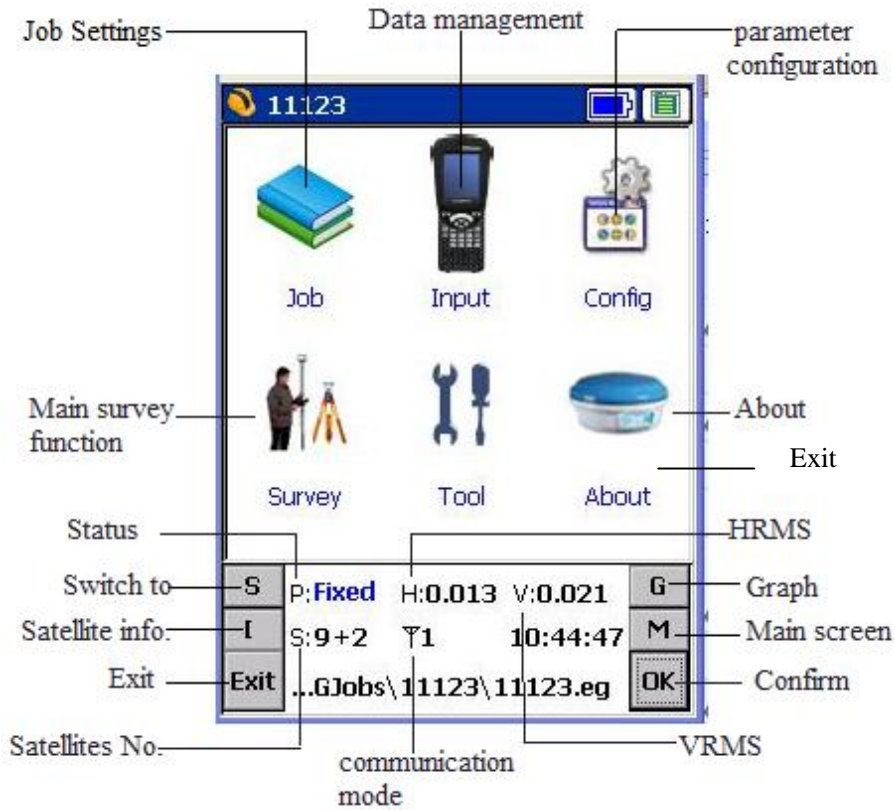 Job Settings
Data management
parameter
configuration
11123
Job
Input
Config
Main survey
function
About
Exit
Survey
Tool
About
Status
HRMS
Switch to
S
P:Fixed H:0.013 V:0.021
G
Graph
Satellite info.
I
S:9+2 1 10:44:47
M
Main screen
Exit
Exit
...GJobs\11123\11123.eg
OK
Confirm
Satellites No.
communication
mode
VRMS